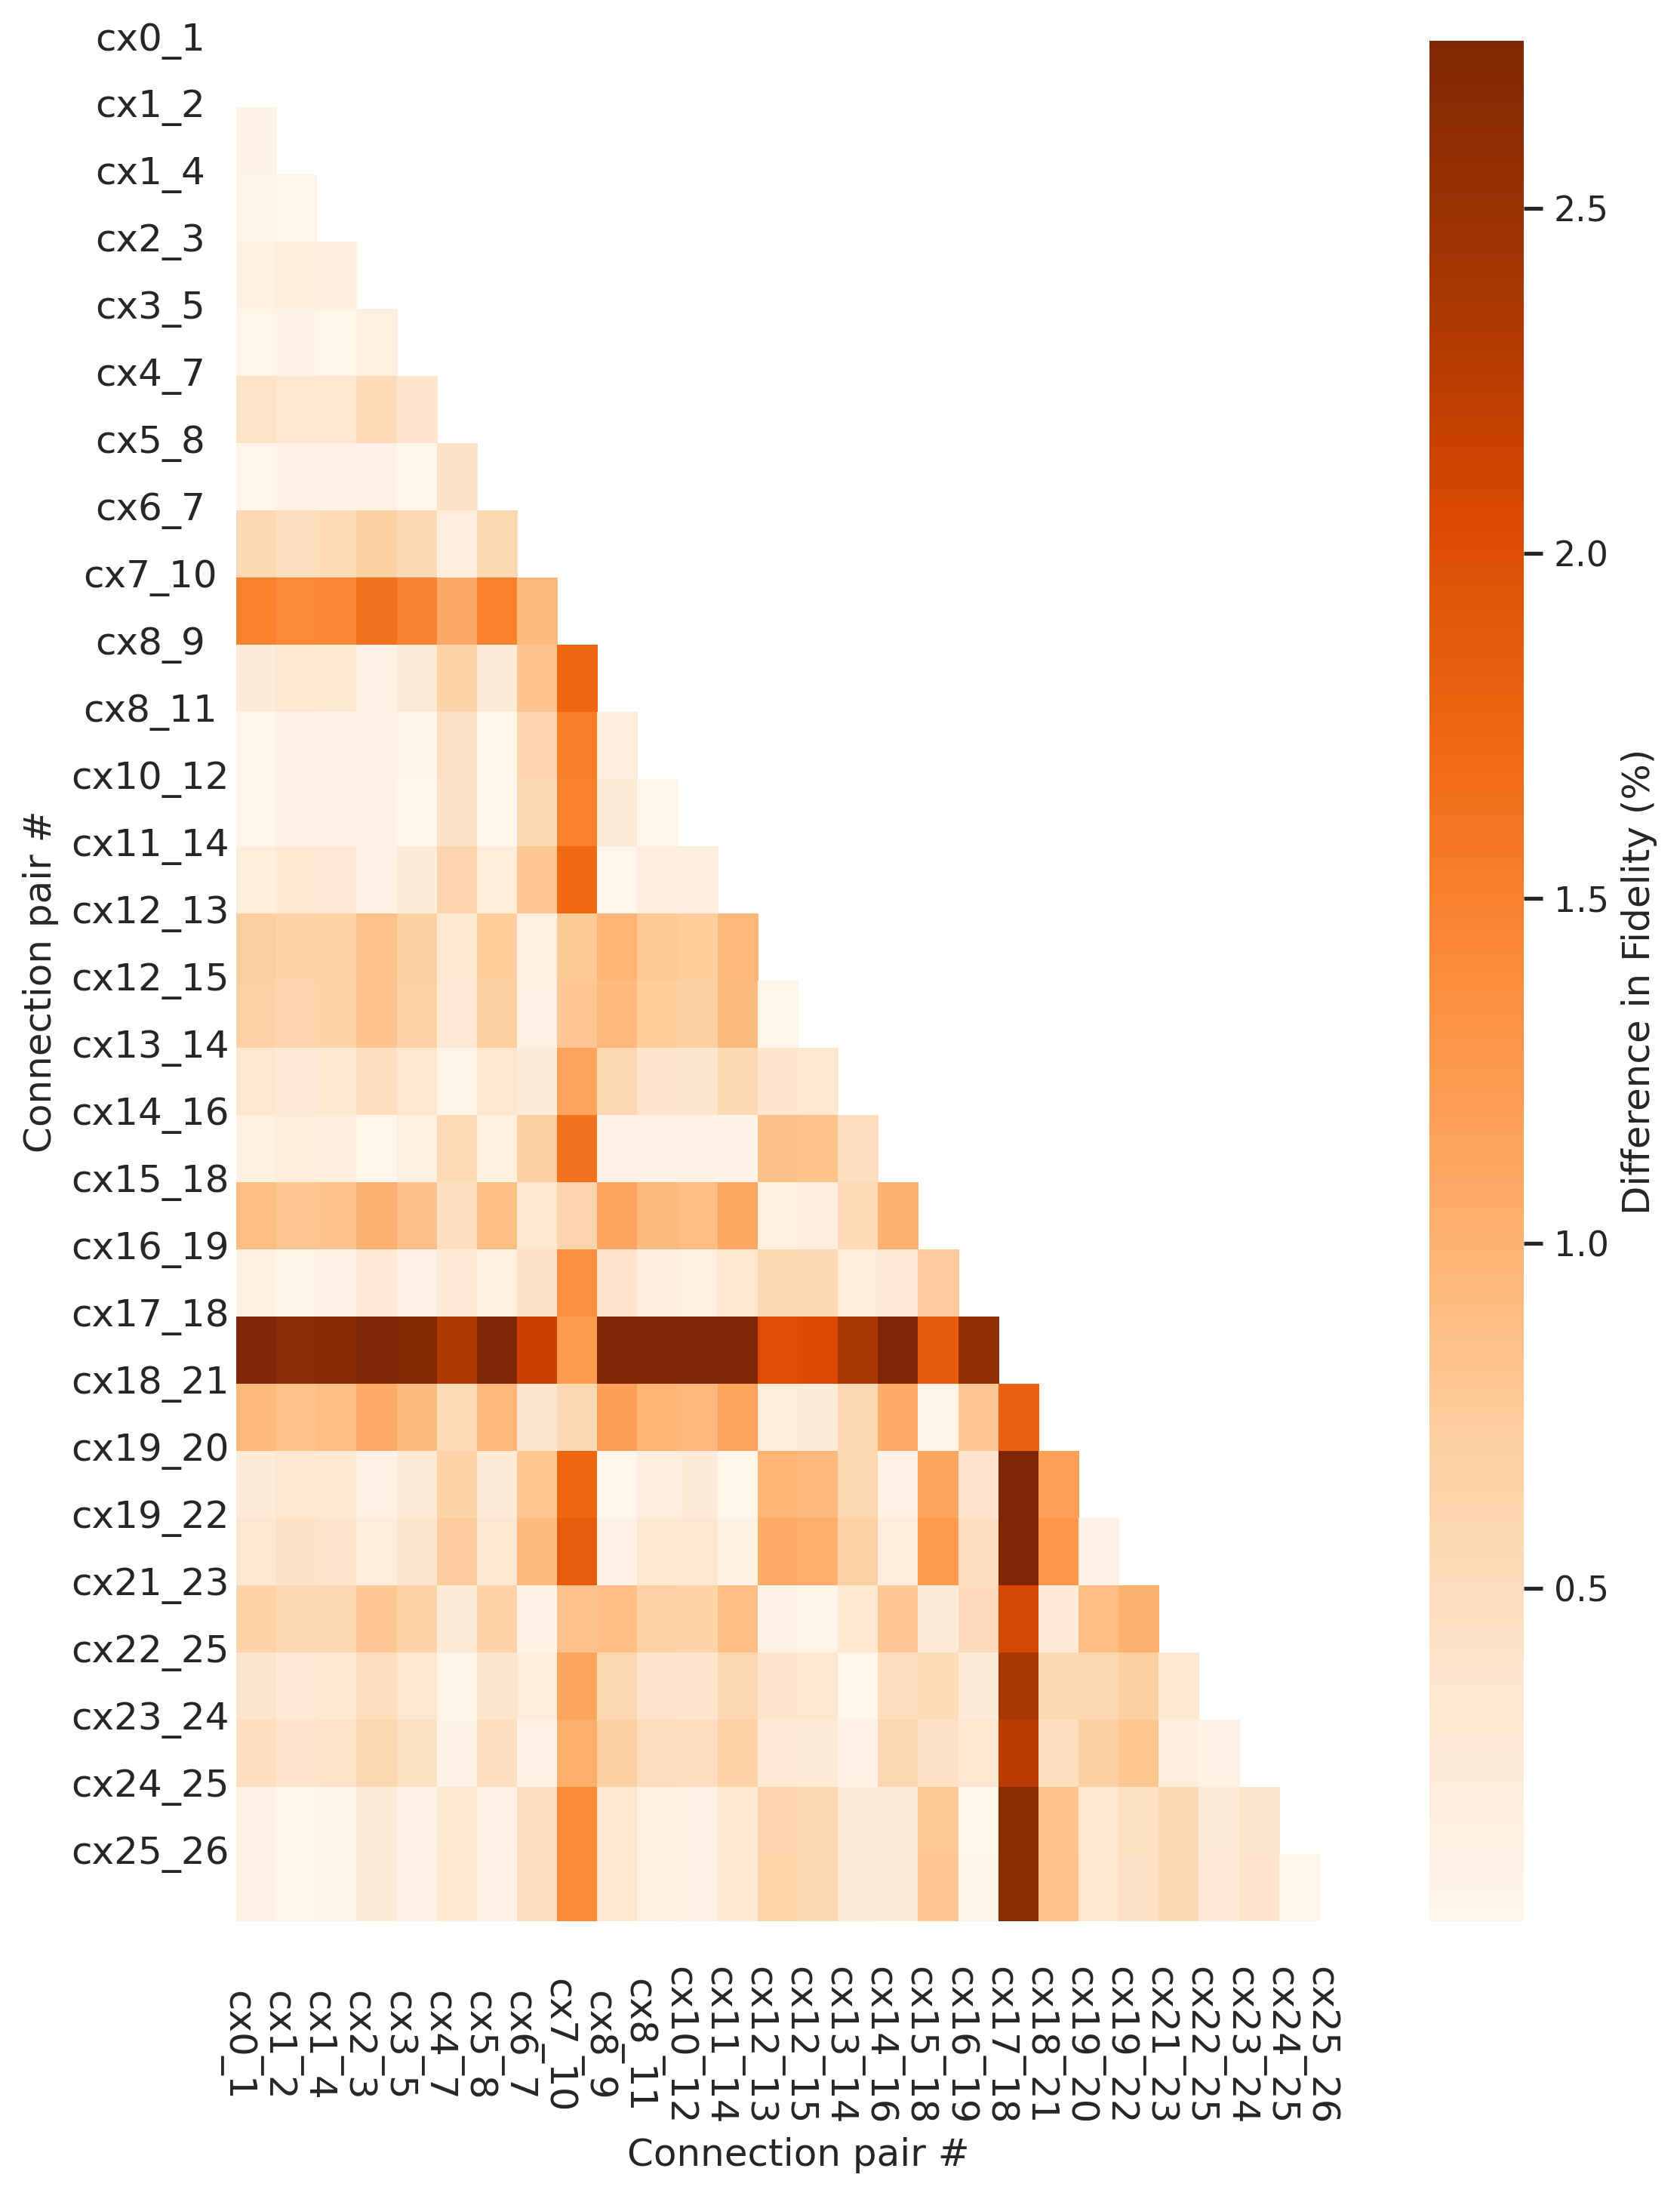 cx0_1
cx1_2
cx1_4
cx2_3
cx3_5
cx4_7
cx5_8
cx6_7
cx7_10
cx8_9
cx8_11
cx10_12
cx11_14
cx12_13
cx12_15
cx13_14
cx14_16
cx15_18
cx16_19
cx17_18
cx18_21
cx19_20
cx19_22
cx21_23
cx22_25
cx23_24
cx24_25
cx25_26
Connection pair #
cx0_1
cx1_2
cx1_4
cx2_3
cx3_5
cx4_7
cx5_8
cx6_7
cx7_10
cx8_9
cx8_11
cx10_12
cx11_14
cx12_13
cx12_15
cx13_14
cx14_16
cx15_18
cx16_19
cx17_18
cx18_21
cx19_20
cx19_22
cx21_23
cx22_25
cx23_24
cx24_25
cx25_26
Connection pair #
2.5
2.0
1.5
1.0
0.5
Difference in Fidelity (%)